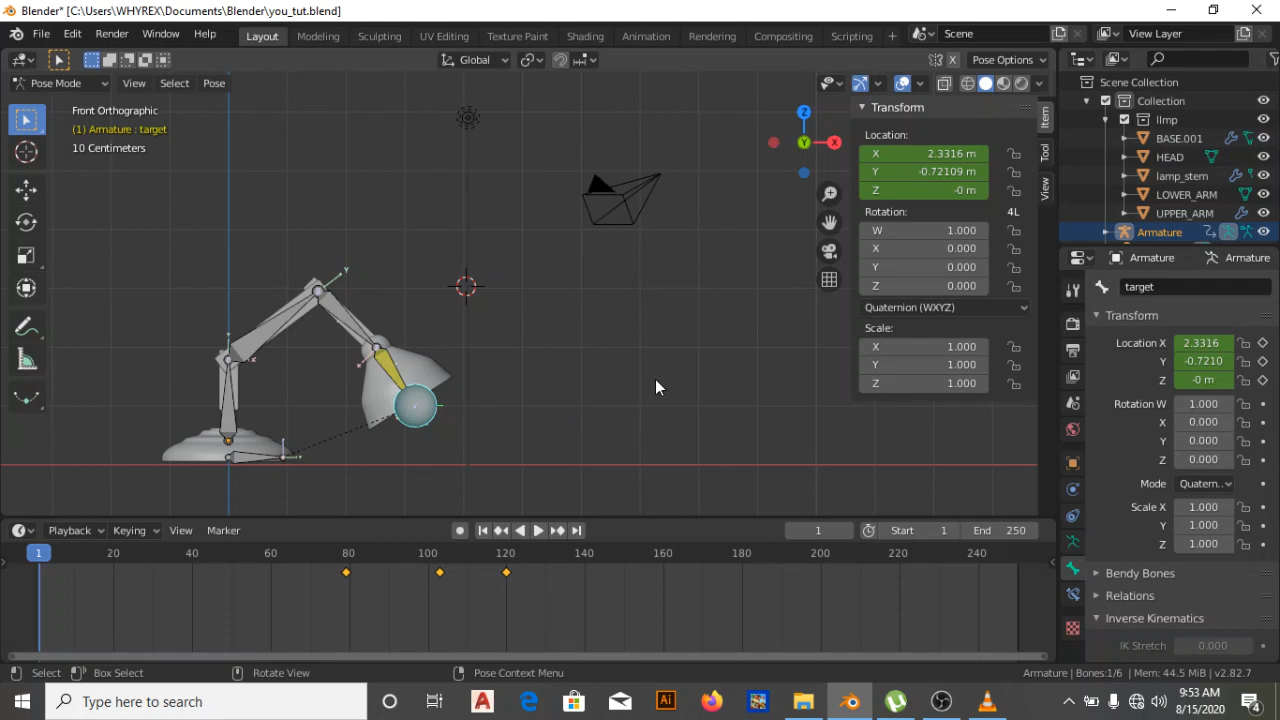 Blender* [C:\Users\WHYREX\Documents\Blender\you_tut.blend]
File Edit Render Window Help Layout Modeling Sculpting UV Editing Texture Paint Shading Animation Rendering Compositing Scripting + Scene View Layer
Global X Pose Options
Pose Mode View Select Pose
Front Orthographic
(1) Armature : target
10 Centimeters
Z
X
Y
Transform
Location:
X 2.3316 m
Y -0.72109 m
Z -0 m
Rotation: 4L
W 1.000
X 0.000
Y 0.000
Z 0.000
Quaternion (WXYZ)
Scale:
X 1.000
Y 1.000
Z 1.000
Item
Tool
View
Scene Collection
Collection
llmp
BASE.001
HEAD
lamp_stem
LOWER_ARM
UPPER_ARM
Armature
Armature Armature
target
Transform
Location X 2.3316
Y -0.7210
Z -0 m
Rotation W 1.000
X 0.000
Y 0.000
Z 0.000
Mode Quatern..
Scale X 1.000
Y 1.000
Z 1.000
Bendy Bones
Relations
Inverse Kinematics
IK Stretch 0.000
Playback Keying View Marker 1 Start 1 End 250
1 20 40 60 80 100 120 140 160 180 200 220 240
Select Box Select Rotate View Pose Context Menu Armature | Bones:1/6 | Mem: 44.5 MiB | v2.82.7
Type here to search
9:53 AM
8/15/2020
4